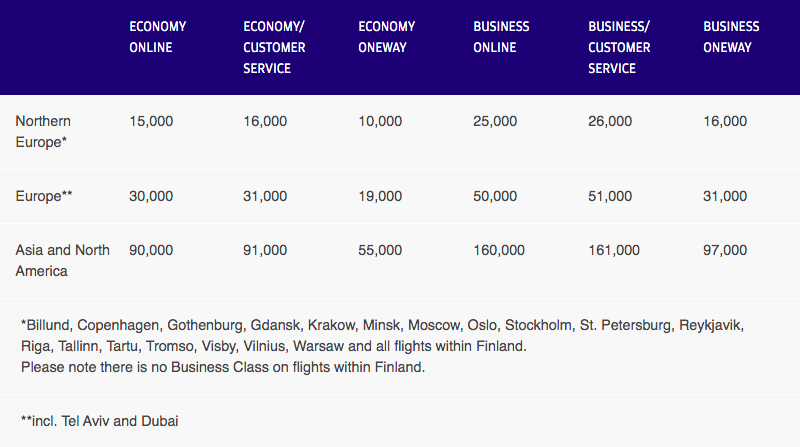 ECONOMY ONLINE	ECONOMY/ CUSTOMER SERVICE	ECONOMY ONEWAY	BUSINESS ONLINE	BUSINESS/ CUSTOMER SERVICE	BUSINESS ONEWAY
Northern Europe*	15,000	16,000	10,000	25,000	26,000	16,000
Europe**	30,000	31,000	19,000	50,000	51,000	31,000
Asia and North America	90,000	91,000	55,000	160,000	161,000	97,000
*Billund, Copenhagen, Gothenburg, Gdansk, Krakow, Minsk, Moscow, Oslo, Stockholm, St. Petersburg, Reykjavik,
Riga, Tallinn, Tartu, Tromso, Visby, Vilnius, Warsaw and all flights within Finland.
Please note there is no Business Class on flights within Finland.
**incl. Tel Aviv and Dubai